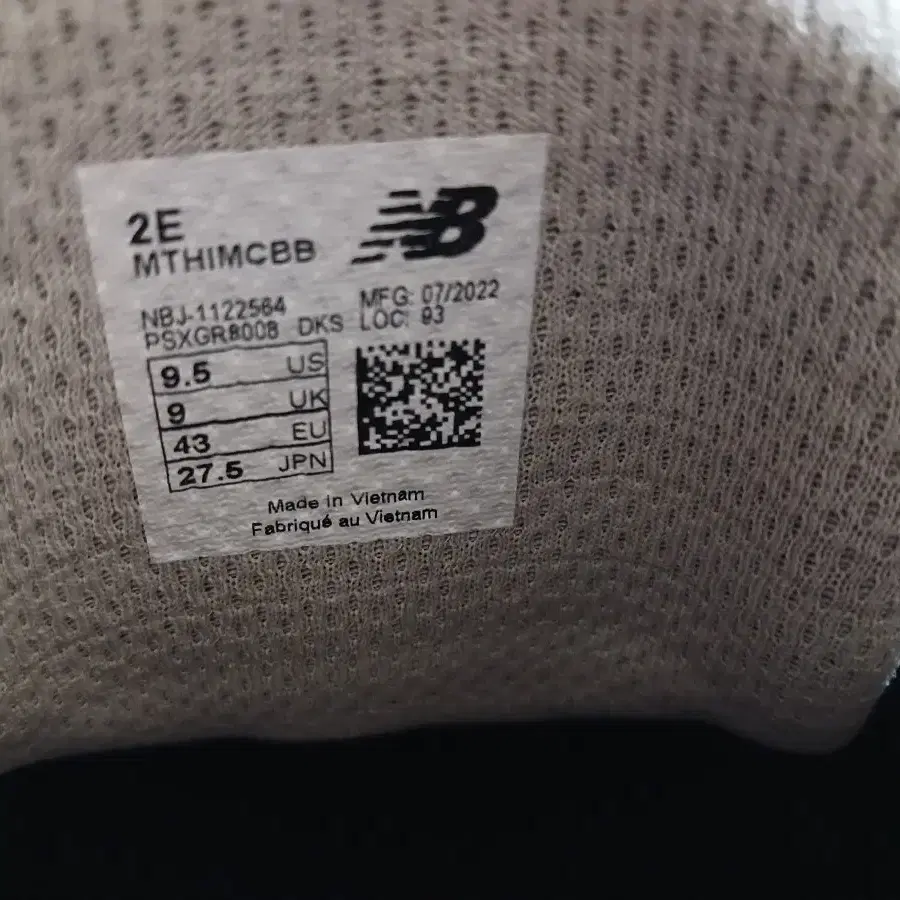 2E
MTHIMCBB
NB
NBJ-1122564
PSXGR8008 DKS
MFG: 07/2022
LOC: 93
9.5 US
9 UK
43 EU
27.5 JPN
Made in Vietnam
Fabriqué au Vietnam